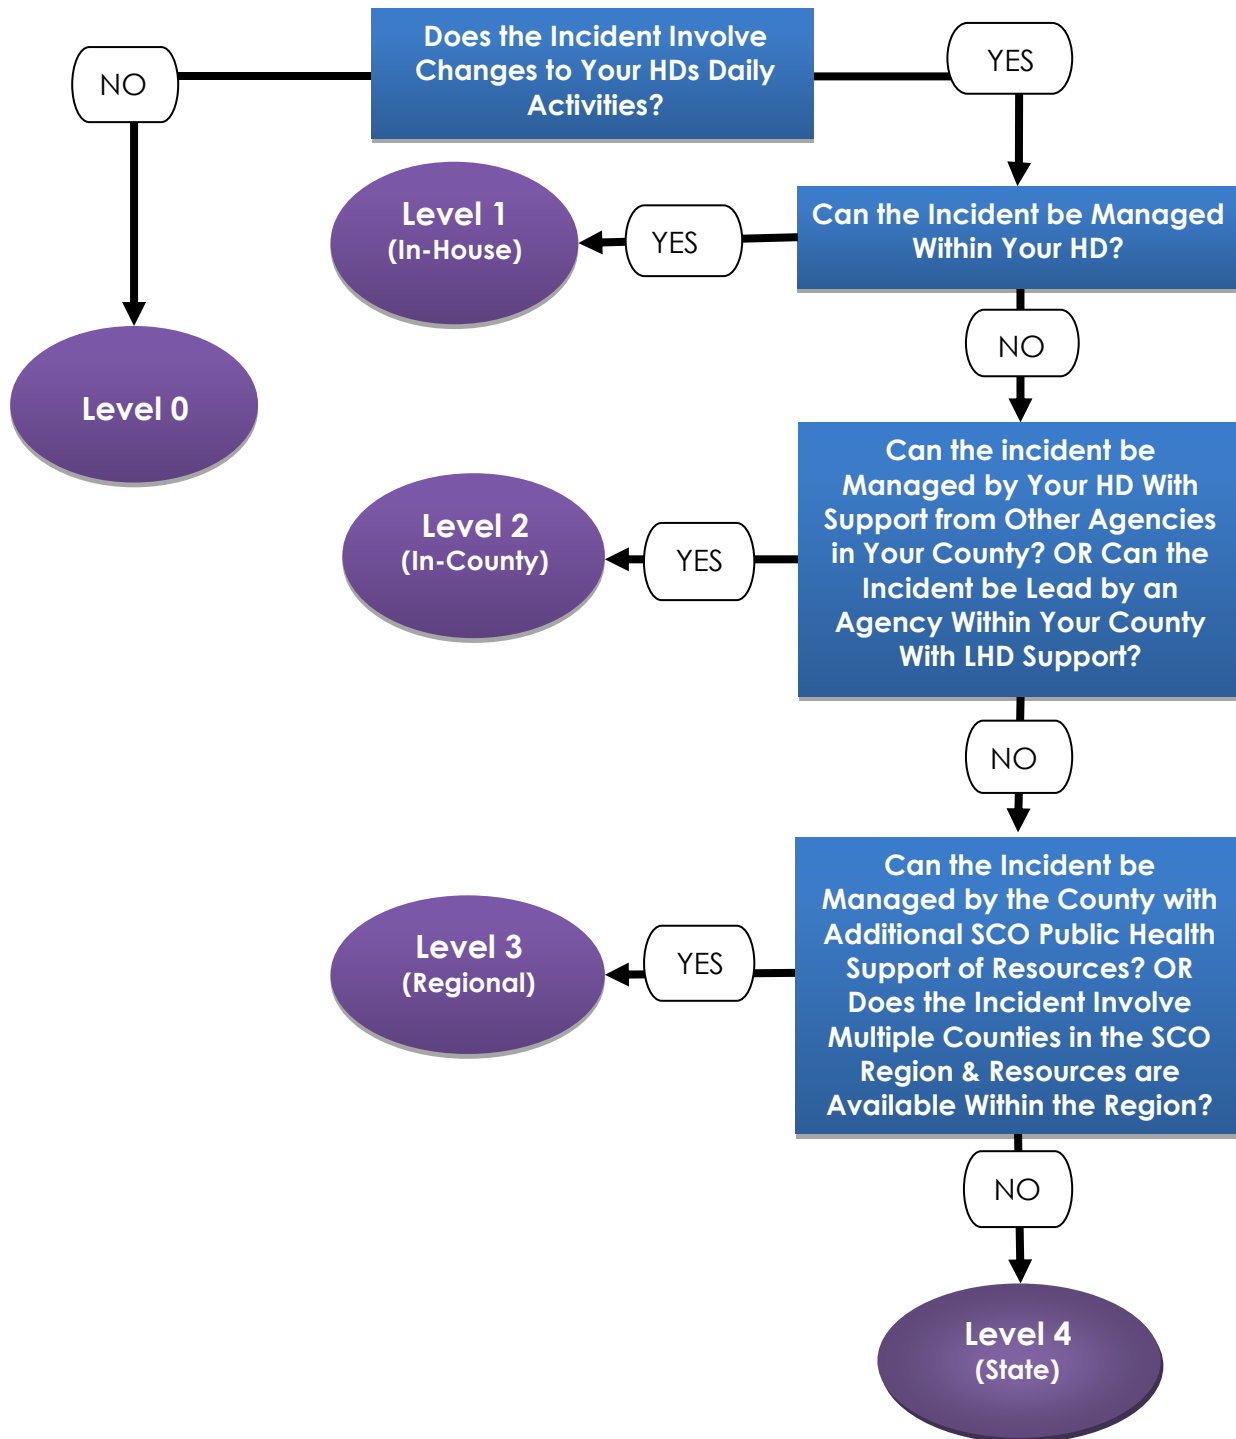 Does the Incident Involve
Changes to Your HDs Daily
Activities?
NO
YES
Level 1
(In-House)
YES
Can the Incident be Managed
Within Your HD?
NO
Level 0
Can the incident be
Managed by Your HD With
Support from Other Agencies
in Your County? OR Can the
Incident be Lead by an
Agency Within Your County
With LHD Support?
Level 2
(In-County)
YES
NO
Can the Incident be
Managed by the County with
Additional SCO Public Health
Support of Resources? OR
Does the Incident Involve
Multiple Counties in the SCO
Region & Resources are
Available Within the Region?
Level 3
(Regional)
YES
NO
Level 4
(State)